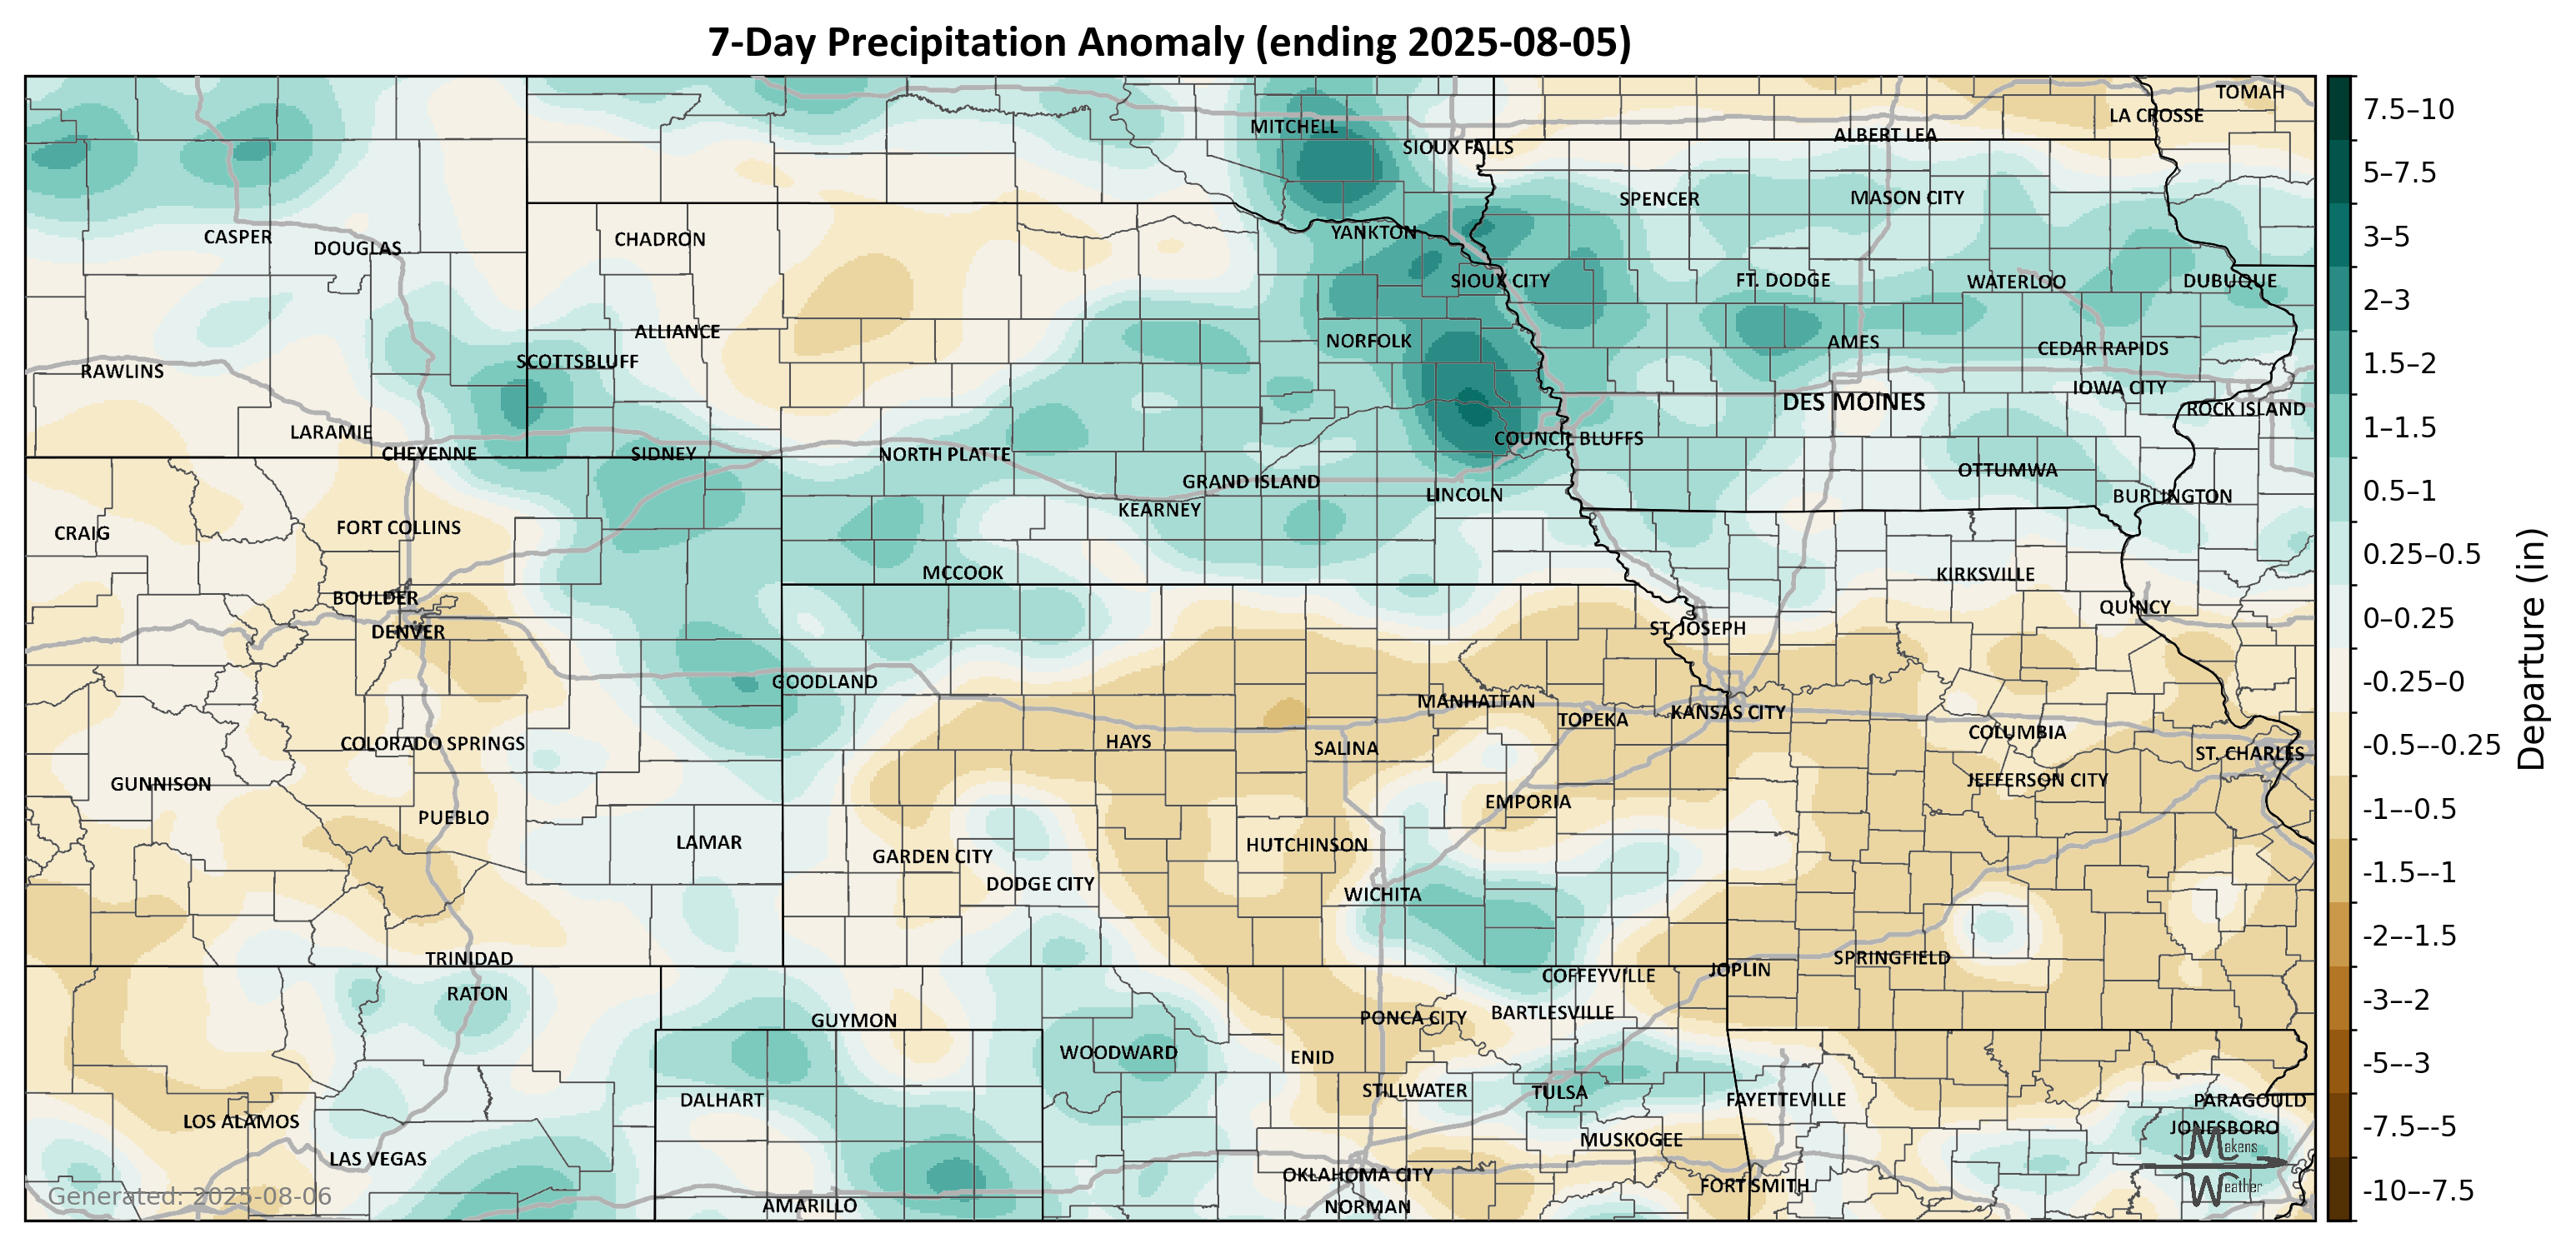 7-Day Precipitation Anomaly (ending 2025-08-05)
TOMAH
LA CROSSE
MITCHELL
ALBERT LEA
SIOUX FALLS
SPENCER
MASON CITY
CASPER
DOUGLAS
CHADRON
YANKTON
SIOUX CITY
FT. DODGE
WATERLOO
DUBUQUE
ALLIANCE
NORFOLK
AMES
CEDAR RAPIDS
SCOTTSBLUFF
RAWLINS
IOWA CITY
DES MOINES
ROCK ISLAND
LARAMIE
COUNCIL BLUFFS
CHEYENNE
SIDNEY
NORTH PLATTE
OTTUMWA
GRAND ISLAND
LINCOLN
BURLINGTON
KEARNEY
CRAIG
FORT COLLINS
MCCOOK
KIRKSVILLE
BOULDER
QUINCY
DENVER
ST. JOSEPH
GOODLAND
MANHATTAN
TOPEKA
KANSAS CITY
COLUMBIA
COLORADO SPRINGS
HAYS
SALINA
ST. CHARLES
GUNNISON
JEFFERSON CITY
EMPORIA
PUEBLO
LAMAR
HUTCHINSON
GARDEN CITY
DODGE CITY
WICHITA
TRINIDAD
SPRINGFIELD
JOPLIN
COFFEYVILLE
RATON
GUYMON
PONCA CITY
BARTLESVILLE
WOODWARD
ENID
STILLWATER
TULSA
DALHART
FAYETTEVILLE
PARAGOULD
LOS ALAMOS
JONESBORO
MUSKOGEE
LAS VEGAS
OKLAHOMA CITY
FORT SMITH
AMARILLO
NORMAN
Generated: 2025-08-06
Makens
Weather
7.5–10
5–7.5
3–5
2–3
1.5–2
1–1.5
0.5–1
0.25–0.5
0–0.25
-0.25–0
-0.5–-0.25
-1–-0.5
-1.5–-1
-2–-1.5
-3–-2
-5–-3
-7.5–-5
-10–-7.5
Departure (in)